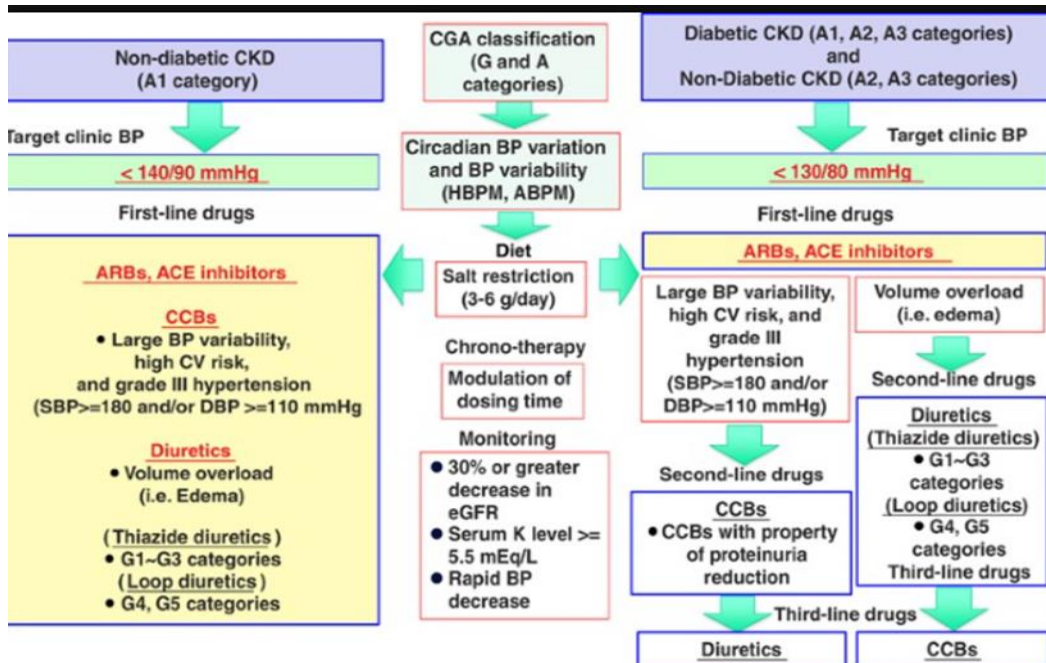 Non-diabetic CKD
(A1 category)
Target clinic BP
< 140/90 mmHg
First-line drugs
ARBs, ACE inhibitors
CCBs
• Large BP variability,
high CV risk,
and grade III hypertension
(SBP>=180 and/or DBP >=110 mmHg
Diuretics
• Volume overload
(i.e. Edema)
(Thiazide diuretics)
• G1~G3 categories
(Loop diuretics)
• G4, G5 categories
CGA classification
(G and A
categories)
Circadian BP variation
and BP variability
(HBPM, ABPM)
Diet
Salt restriction
(3-6 g/day)
Chrono-therapy
Modulation of
dosing time
Monitoring
● 30% or greater
decrease in
eGFR
● Serum K level >=
5.5 mEq/L
● Rapid BP
decrease
Diabetic CKD (A1, A2, A3 categories)
and
Non-Diabetic CKD (A2, A3 categories)
Target clinic BP
< 130/80 mmHg
First-line drugs
ARBs, ACE inhibitors
Large BP variability,
high CV risk, and
grade III
hypertension
(SBP>=180 and/or
DBP>=110 mmHg)
Second-line drugs
CCBs
• CCBs with property
of proteinuria
reduction
Volume overload
(i.e. edema)
Second-line drugs
Diuretics
(Thiazide diuretics)
• G1~G3
categories
(Loop diuretics)
• G4, G5
categories
Third-line drugs
Third-line drugs
Diuretics
CCBs